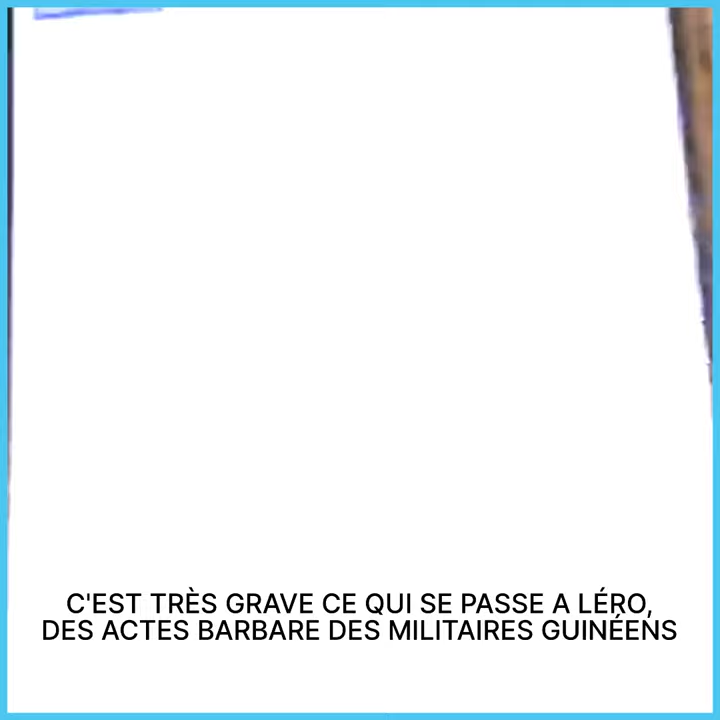 C'EST TRÈS GRAVE CE QUI SE PASSE A LÉRO,
DES ACTES BARBARE DES MILITAIRES GUINÉENS